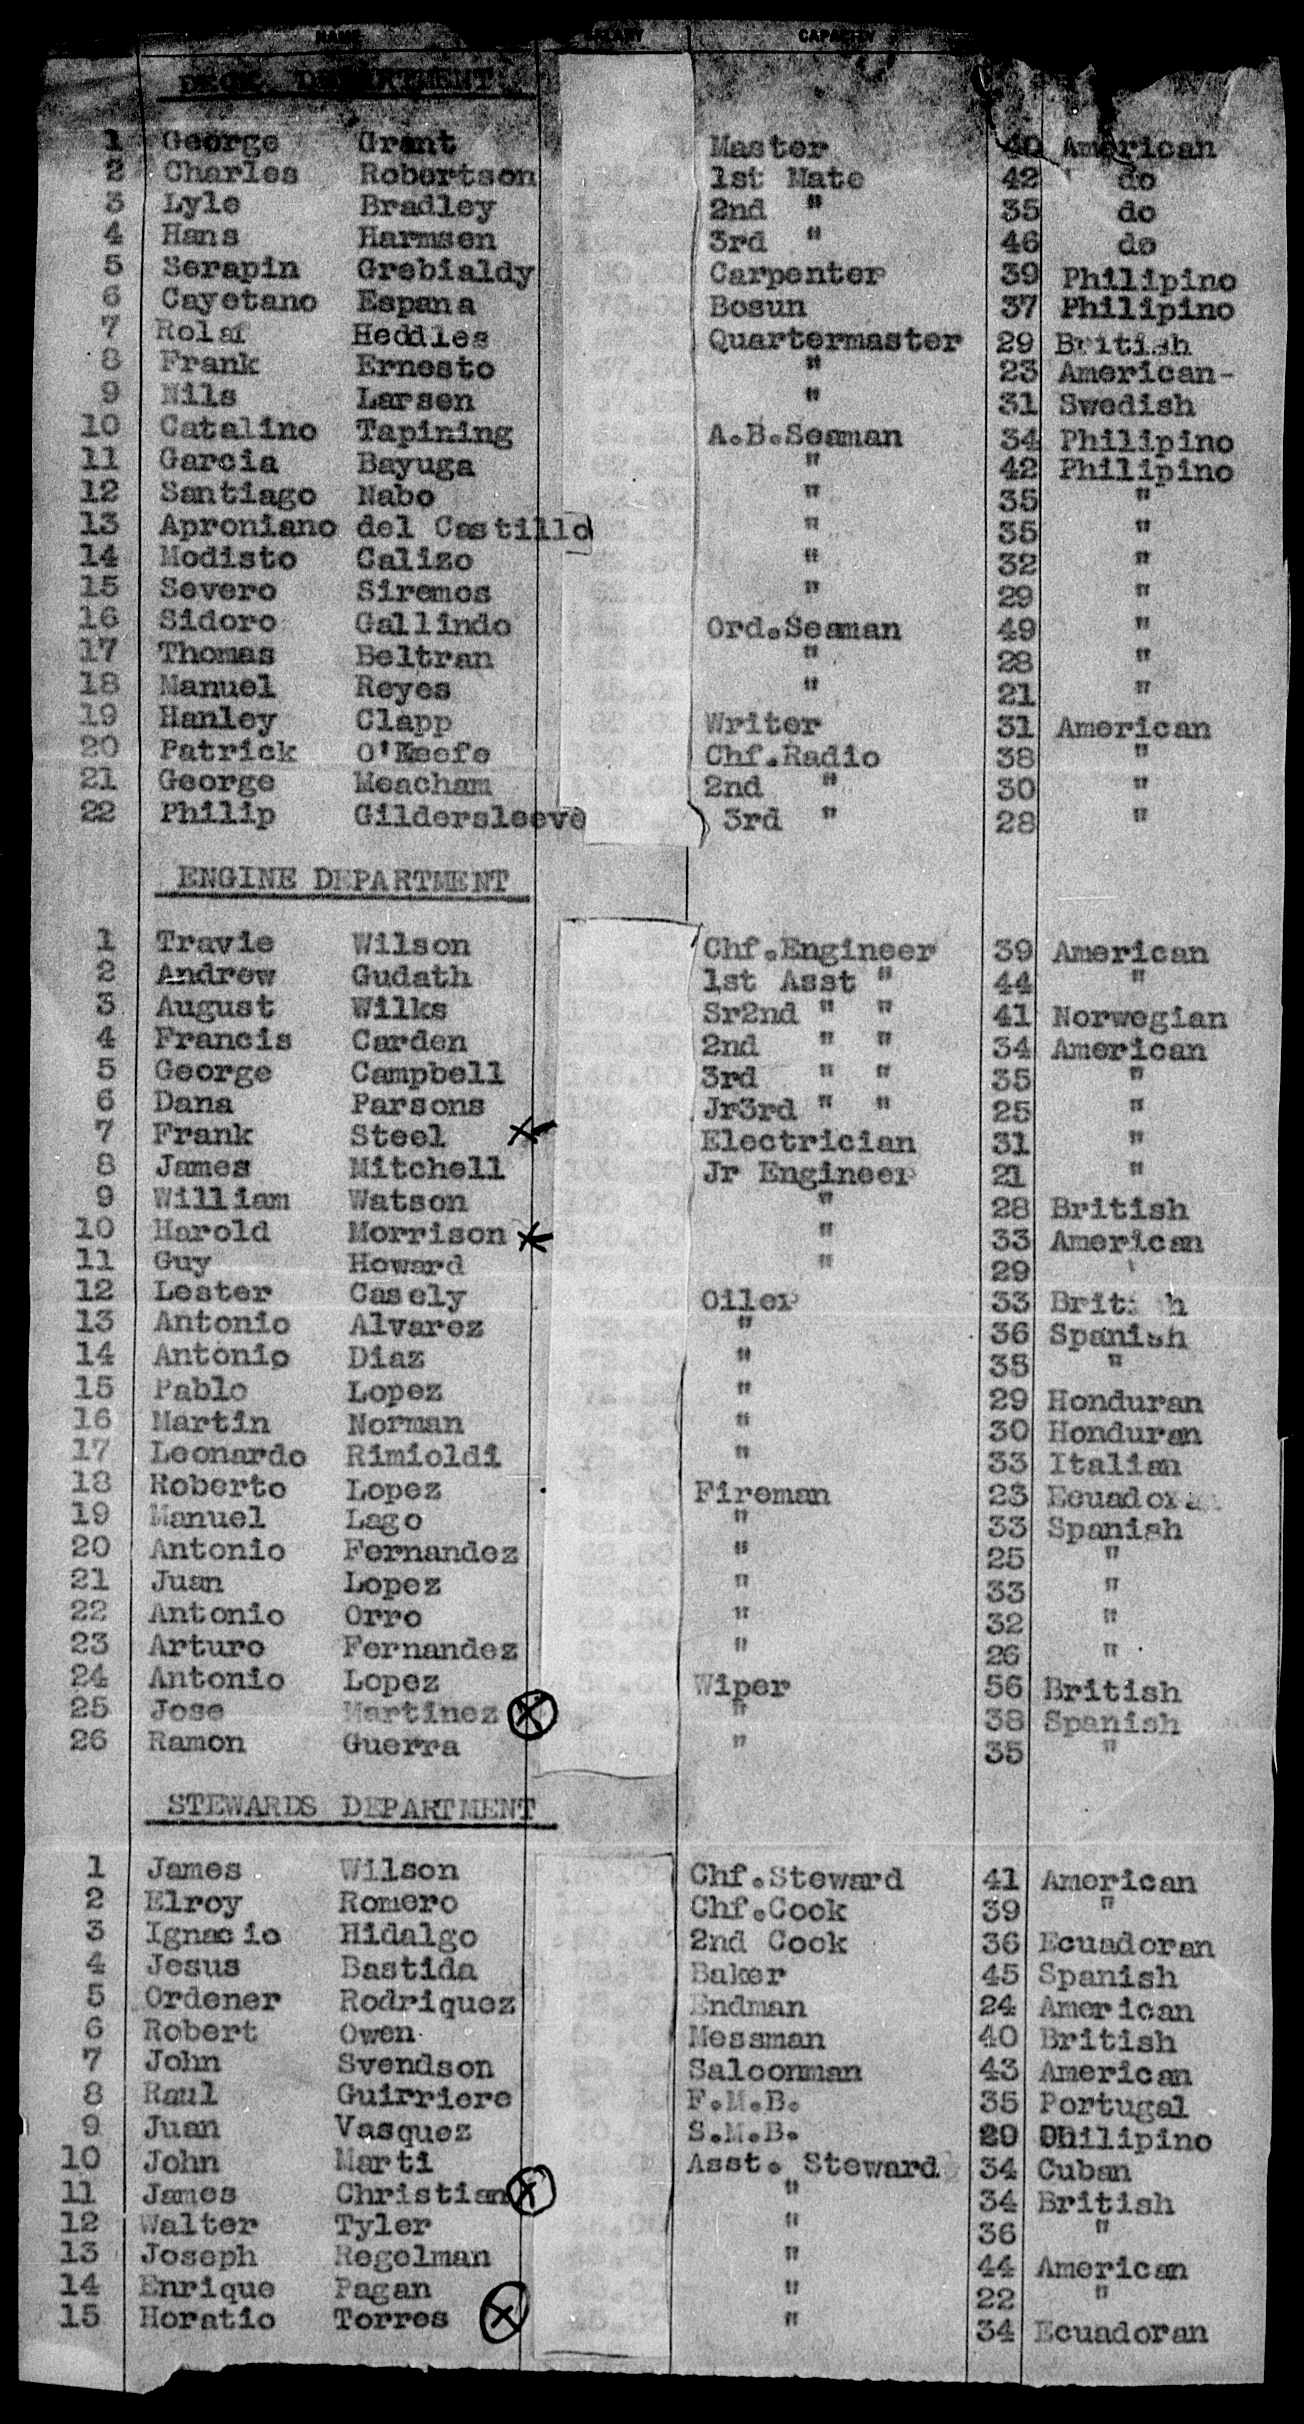 NAME SALARY CAPACITY
DECK DEPARTMENT
1 George Grant Master 40 American
2 Charles Robertson 1st Mate 42 do
3 Lyle Bradley 2nd " 35 do
4 Hans Harmsen 3rd " 46 do
5 Serapin Grebialdy Carpenter 39 Philipino
6 Cayetano Espana Bosun 37 Philipino
7 Rolaf Heddles Quartermaster 29 British
8 Frank Ernesto " 23 American-
9 Nils Larsen " 31 Swedish
10 Catalino Tapining A.B.Seaman 34 Philipino
11 Garcia Bayuga " 42 Philipino
12 Santiago Nabo " 35 "
13 Aproniano del Castillo " 35 "
14 Modisto Calizo " 32 "
15 Severo Siremos " 29 "
16 Sidoro Gallindo Ord.Seaman 49 "
17 Thomas Beltran " 28 "
18 Manuel Reyes " 21 "
19 Hanley Clapp Writer 31 American
20 Patrick O'Keefe Chf.Radio 38 "
21 George Meacham 2nd " 30 "
22 Philip Gildersleeve 3rd " 28 "
ENGINE DEPARTMENT
1 Travie Wilson Chf.Engineer 39 American
2 Andrew Gudath 1st Asst " 44 "
3 August Wilks Sr2nd " " 41 Norwegian
4 Francis Carden 2nd " " 34 American
5 George Campbell 3rd " " 35 "
6 Dana Parsons Jr3rd " " 25 "
7 Frank Steel Electrician 31 "
8 James Mitchell Jr Engineer 21 "
9 William Watson " 28 British
10 Harold Morrison " 33 American
11 Guy Howard " 29
12 Lester Casely Oiler 33 British
13 Antonio Alvarez " 36 Spanish
14 Antonio Diaz " 35 "
15 Pablo Lopez " 29 Honduran
16 Martin Norman " 30 Honduran
17 Leonardo Rimioldi " 33 Italian
18 Roberto Lopez Fireman 23 Ecuadoran
19 Manuel Lago " 33 Spanish
20 Antonio Fernandez " 25 "
21 Juan Lopez " 33 "
22 Antonio Orro " 32 "
23 Arturo Fernandez " 26 "
24 Antonio Lopez Wiper 56 British
25 Jose Martinez X " 38 Spanish
26 Ramon Guerra " 35 "
STEWARDS DEPARTMENT
1 James Wilson Chf.Steward 41 American
2 Elroy Romero Chf.Cook 39 "
3 Ignacio Hidalgo 2nd Cook 36 Ecuadoran
4 Jesus Bastida Baker 45 Spanish
5 Ordener Rodriquez Endman 24 American
6 Robert Owen Messman 40 British
7 John Svendson Saloonman 43 American
8 Raul Guirriere F.M.B. 35 Portugal
9 Juan Vasquez S.M.B. 29 Philipino
10 John Marti Asst. Steward 34 Cuban
11 James Christian X " 34 British
12 Walter Tyler " 36 "
13 Joseph Regelman " 44 American
14 Enrique Pagan " 22 "
15 Horatio Torres X " 34 Ecuadoran